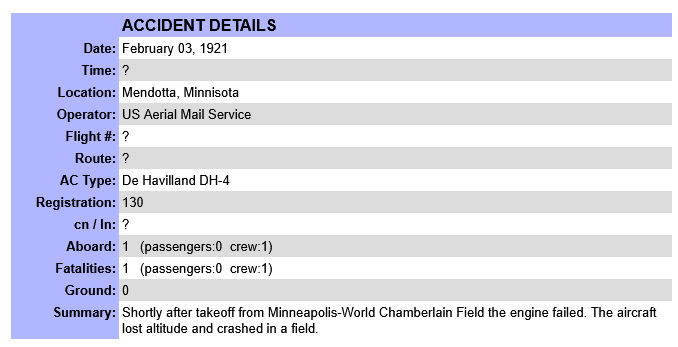 ACCIDENT DETAILS
Date: February 03, 1921
Time: ?
Location: Mendotta, Minnisota
Operator: US Aerial Mail Service
Flight #: ?
Route: ?
AC Type: De Havilland DH-4
Registration: 130
cn / ln: ?
Aboard: 1 (passengers:0 crew:1)
Fatalities: 1 (passengers:0 crew:1)
Ground: 0
Summary: Shortly after takeoff from Minneapolis-World Chamberlain Field the engine failed. The aircraft
lost altitude and crashed in a field.